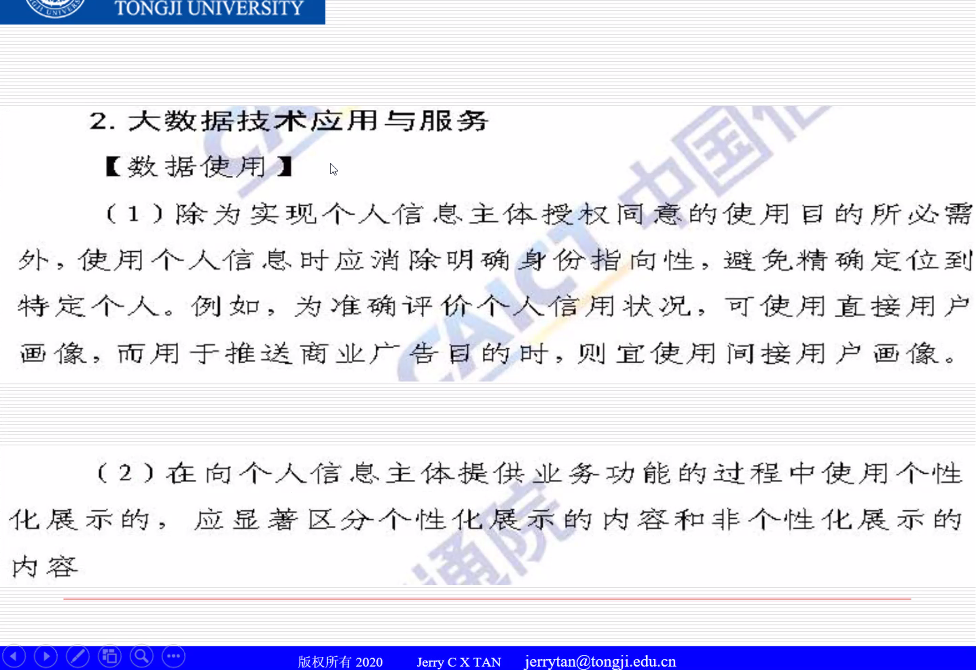 TONGJI UNIVERSITY
2. 大数据技术应用与服务
【数据使用】
（1）除为实现个人信息主体授权同意的使用目的所必需
外，使用个人信息时应消除明确身份指向性，避免精确定位到
特定个人。例如，为准确评价个人信用状况，可使用直接用户
画像，而用于推送商业广告目的时，则宜使用间接用户画像。
（2）在向个人信息主体提供业务功能的过程中使用个性
化展示的，应显著区分个性化展示的内容和非个性化展示的
内容
CAICT 中国信
通院
版权所有 2020 Jerry C X TAN jerrytan@tongji.edu.cn